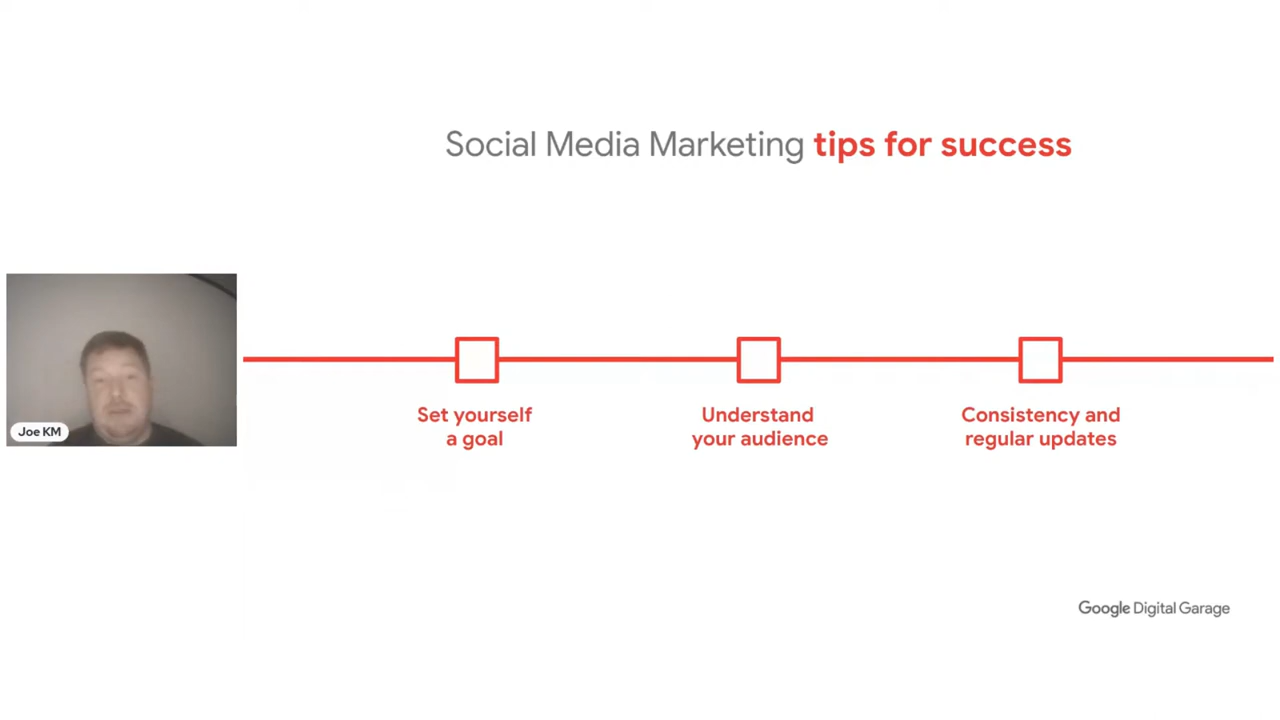 Social Media Marketing tips for success
Joe KM
Set yourself
a goal
Understand
your audience
Consistency and
regular updates
Google Digital Garage